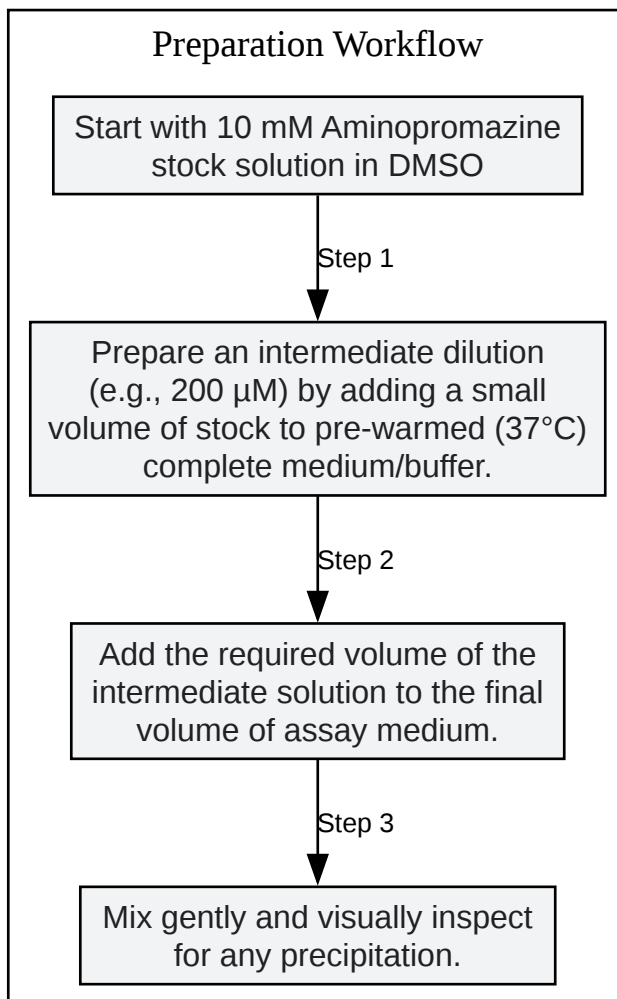 Preparation Workflow
Start with 10 mM Aminopromazine
stock solution in DMSO
Step 1
Prepare an intermediate dilution
(e.g., 200 µM) by adding a small
volume of stock to pre-warmed (37°C)
complete medium/buffer.
Step 2
Add the required volume of the
intermediate solution to the final
volume of assay medium.
Step 3
Mix gently and visually inspect
for any precipitation.